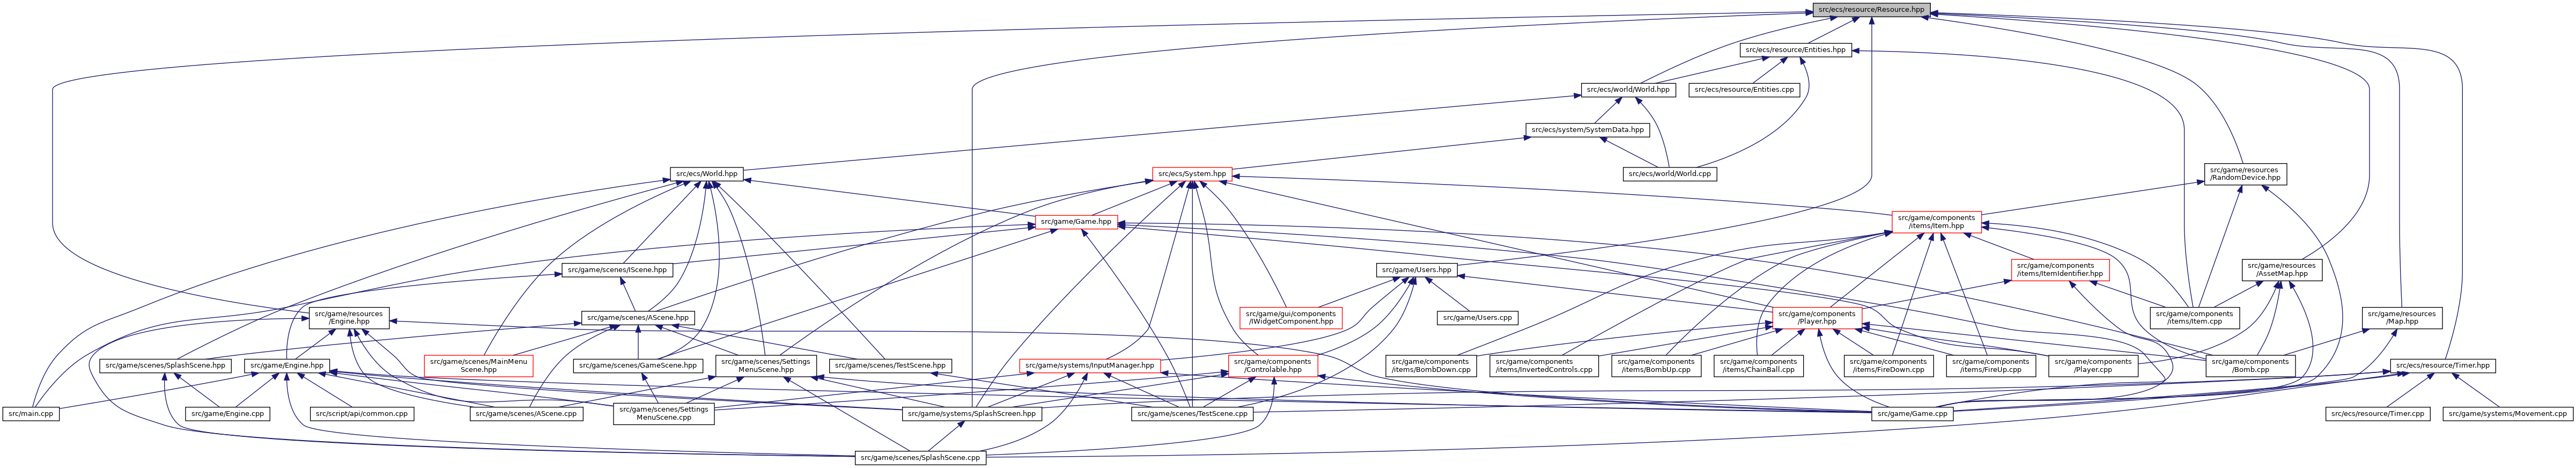 src/ecs/resource/Resource.hpp
src/ecs/resource/Entities.hpp
src/ecs/world/World.hpp
src/ecs/resource/Entities.cpp
src/ecs/system/SystemData.hpp
src/ecs/World.hpp
src/ecs/System.hpp
src/ecs/world/World.cpp
src/game/resources
/RandomDevice.hpp
src/game/Game.hpp
src/game/components
/items/Item.hpp
src/game/scenes/IScene.hpp
src/game/Users.hpp
src/game/components
/items/ItemIdentifier.hpp
src/game/resources
/AssetMap.hpp
src/game/resources
/Engine.hpp
src/game/scenes/AScene.hpp
src/game/gui/components
/IWidgetComponent.hpp
src/game/Users.cpp
src/game/components
/Player.hpp
src/game/components
/items/Item.cpp
src/game/resources
/Map.hpp
src/game/scenes/SplashScene.hpp
src/game/Engine.hpp
src/game/scenes/MainMenu
Scene.hpp
src/game/scenes/GameScene.hpp
src/game/scenes/Settings
MenuScene.hpp
src/game/scenes/TestScene.hpp
src/game/systems/InputManager.hpp
src/game/components
/Controlable.hpp
src/game/components
/items/BombDown.cpp
src/game/components
/items/InvertedControls.cpp
src/game/components
/items/BombUp.cpp
src/game/components
/items/ChainBall.cpp
src/game/components
/items/FireDown.cpp
src/game/components
/items/FireUp.cpp
src/game/components
/Player.cpp
src/game/components
/Bomb.cpp
src/ecs/resource/Timer.hpp
src/main.cpp
src/game/Engine.cpp
src/script/api/common.cpp
src/game/scenes/AScene.cpp
src/game/scenes/Settings
MenuScene.cpp
src/game/systems/SplashScreen.hpp
src/game/scenes/TestScene.cpp
src/game/Game.cpp
src/ecs/resource/Timer.cpp
src/game/systems/Movement.cpp
src/game/scenes/SplashScene.cpp